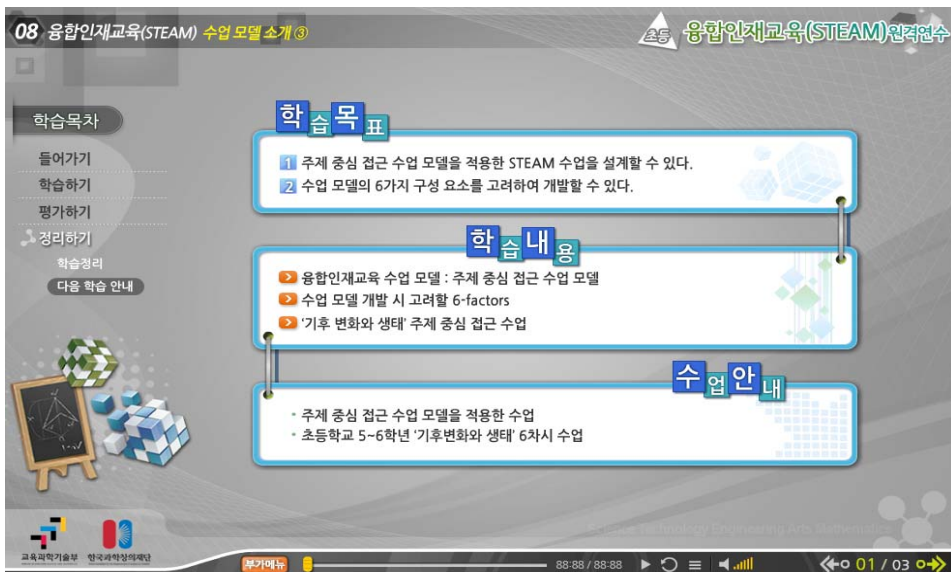 08 융합인재교육(STEAM) 수업 모델 소개 ③
초등 융합인재교육(STEAM)원격연수
학습목차
들어가기
학습하기
평가하기
정리하기
학습정리
다음 학습 안내
학습목표
1 주제 중심 접근 수업 모델을 적용한 STEAM 수업을 설계할 수 있다.
2 수업 모델의 6가지 구성 요소를 고려하여 개발할 수 있다.
학습내용
융합인재교육 수업 모델 : 주제 중심 접근 수업 모델
수업 모델 개발 시 고려할 6-factors
'기후 변화와 생태' 주제 중심 접근 수업
수업안내
· 주제 중심 접근 수업 모델을 적용한 수업
· 초등학교 5~6학년 '기후변화와 생태' 6차시 수업
Science Technology Engineering Arts Mathematics
교육과학기술부 한국과학창의재단
부가메뉴 88:88 / 88:88 01 / 03